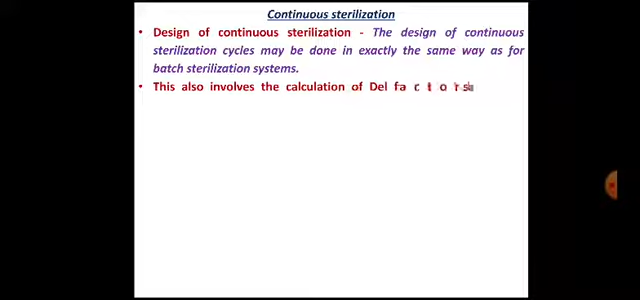 Continuous sterilization
• Design of continuous sterilization - The design of continuous
sterilization cycles may be done in exactly the same way as for
batch sterilization systems.
• This also involves the calculation of Del factors